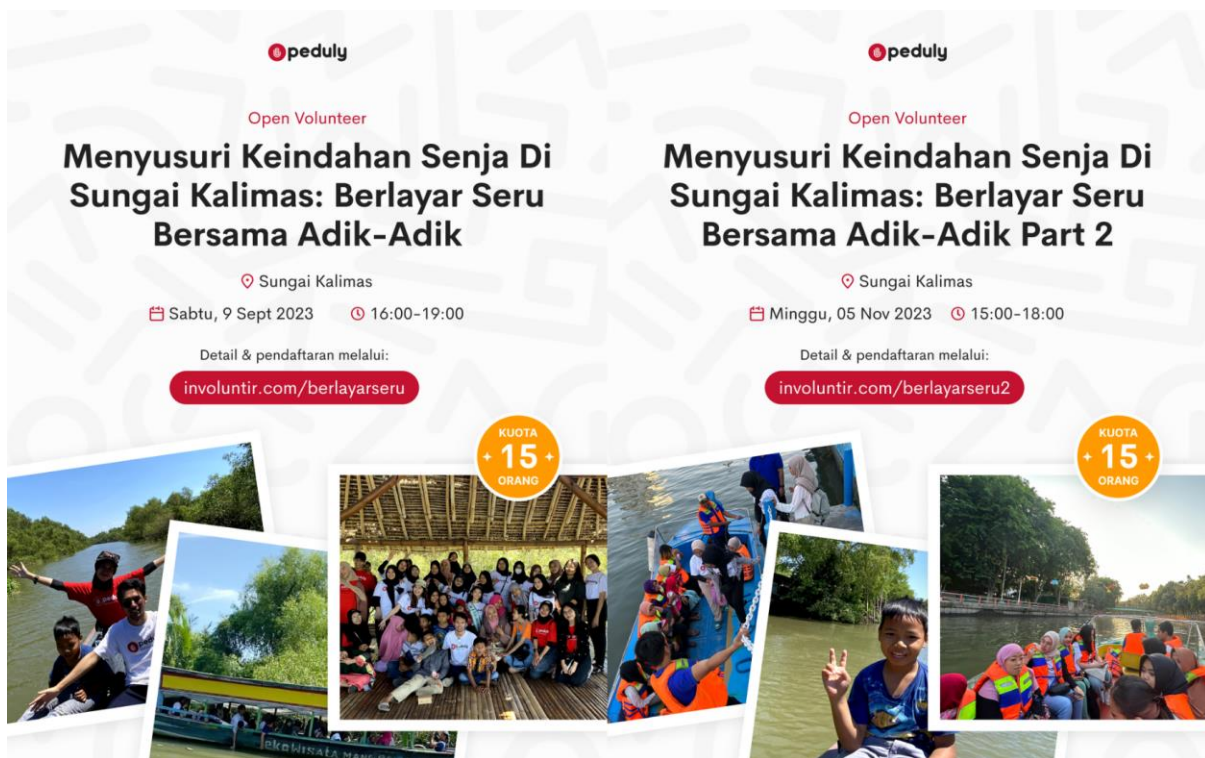 peduly
Open Volunteer
Menyusuri Keindahan Senja Di
Sungai Kalimas: Berlayar Seru
Bersama Adik-Adik
Sungai Kalimas
Sabtu, 9 Sept 2023
16:00-19:00
Detail & pendaftaran melalui:
involuntir.com/berlayarseru
KUOTA
15
ORANG
peduly
Open Volunteer
Menyusuri Keindahan Senja Di
Sungai Kalimas: Berlayar Seru
Bersama Adik-Adik Part 2
Sungai Kalimas
Minggu, 05 Nov 2023
15:00-18:00
Detail & pendaftaran melalui:
involuntir.com/berlayarseru2
KUOTA
15
ORANG